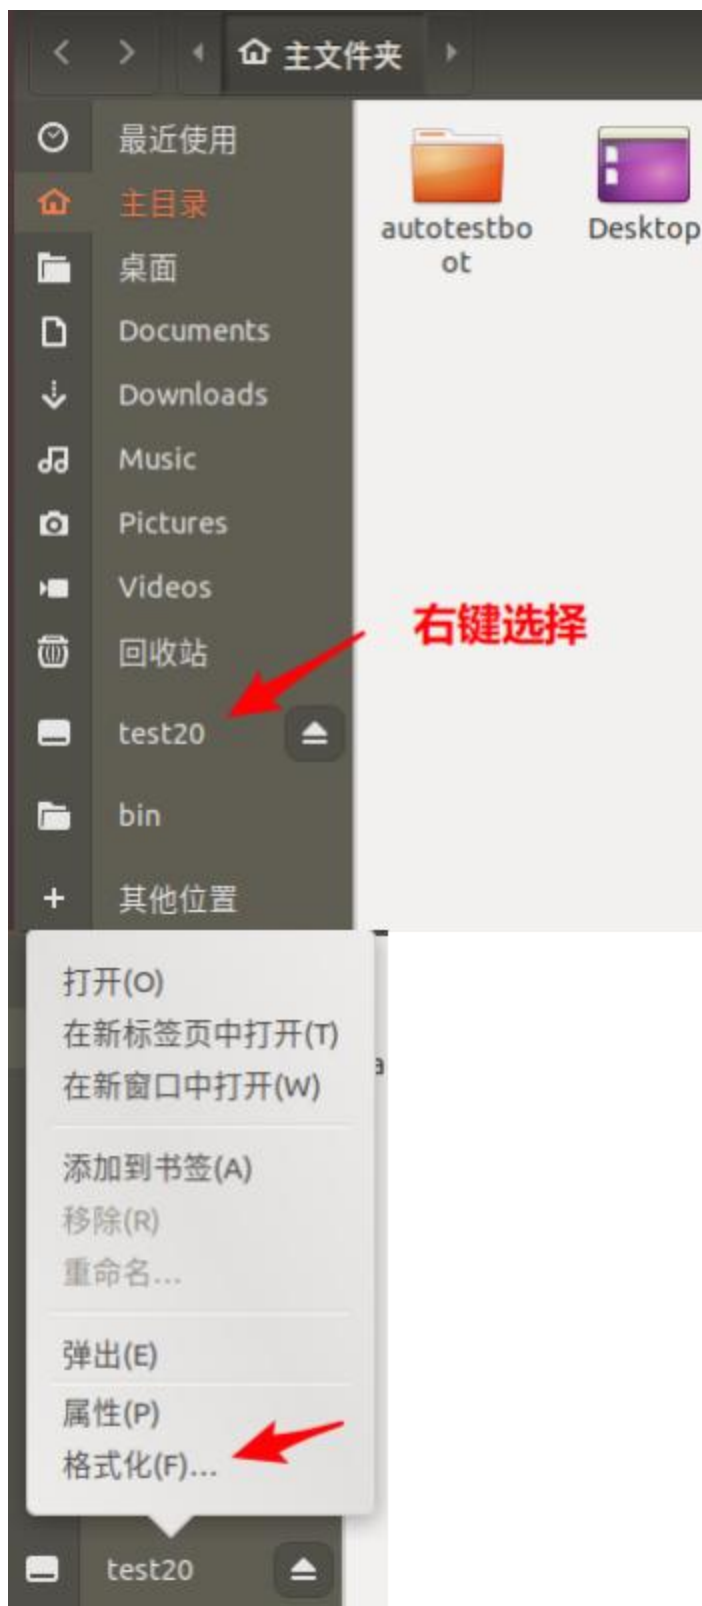 主文件夹
最近使用
主目录
桌面
Documents
Downloads
Music
Pictures
Videos
回收站
test20
bin
其他位置
autotestbo
ot
Desktop
右键选择
打开(O)
在新标签页中打开(T)
在新窗口中打开(W)
添加到书签(A)
移除(R)
重命名...
弹出(E)
属性(P)
格式化(F)...
a
test20